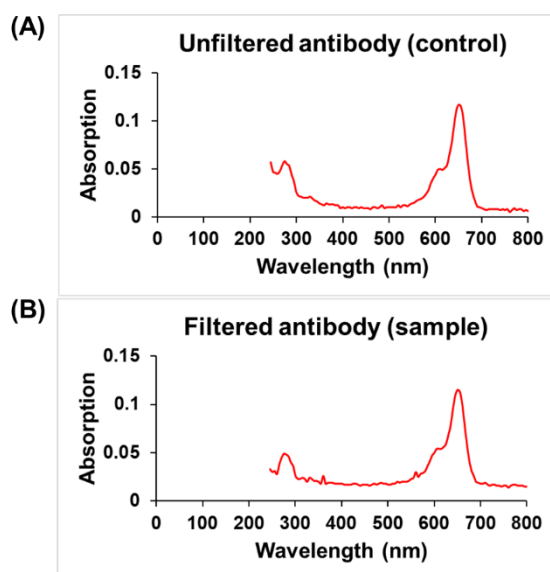 (A)
Unfiltered antibody (control)
Absorption
0.15
0.1
0.05
0
0 100 200 300 400 500 600 700 800
Wavelength (nm)
(B)
Filtered antibody (sample)
Absorption
0.15
0.1
0.05
0
0 100 200 300 400 500 600 700 800
Wavelength (nm)